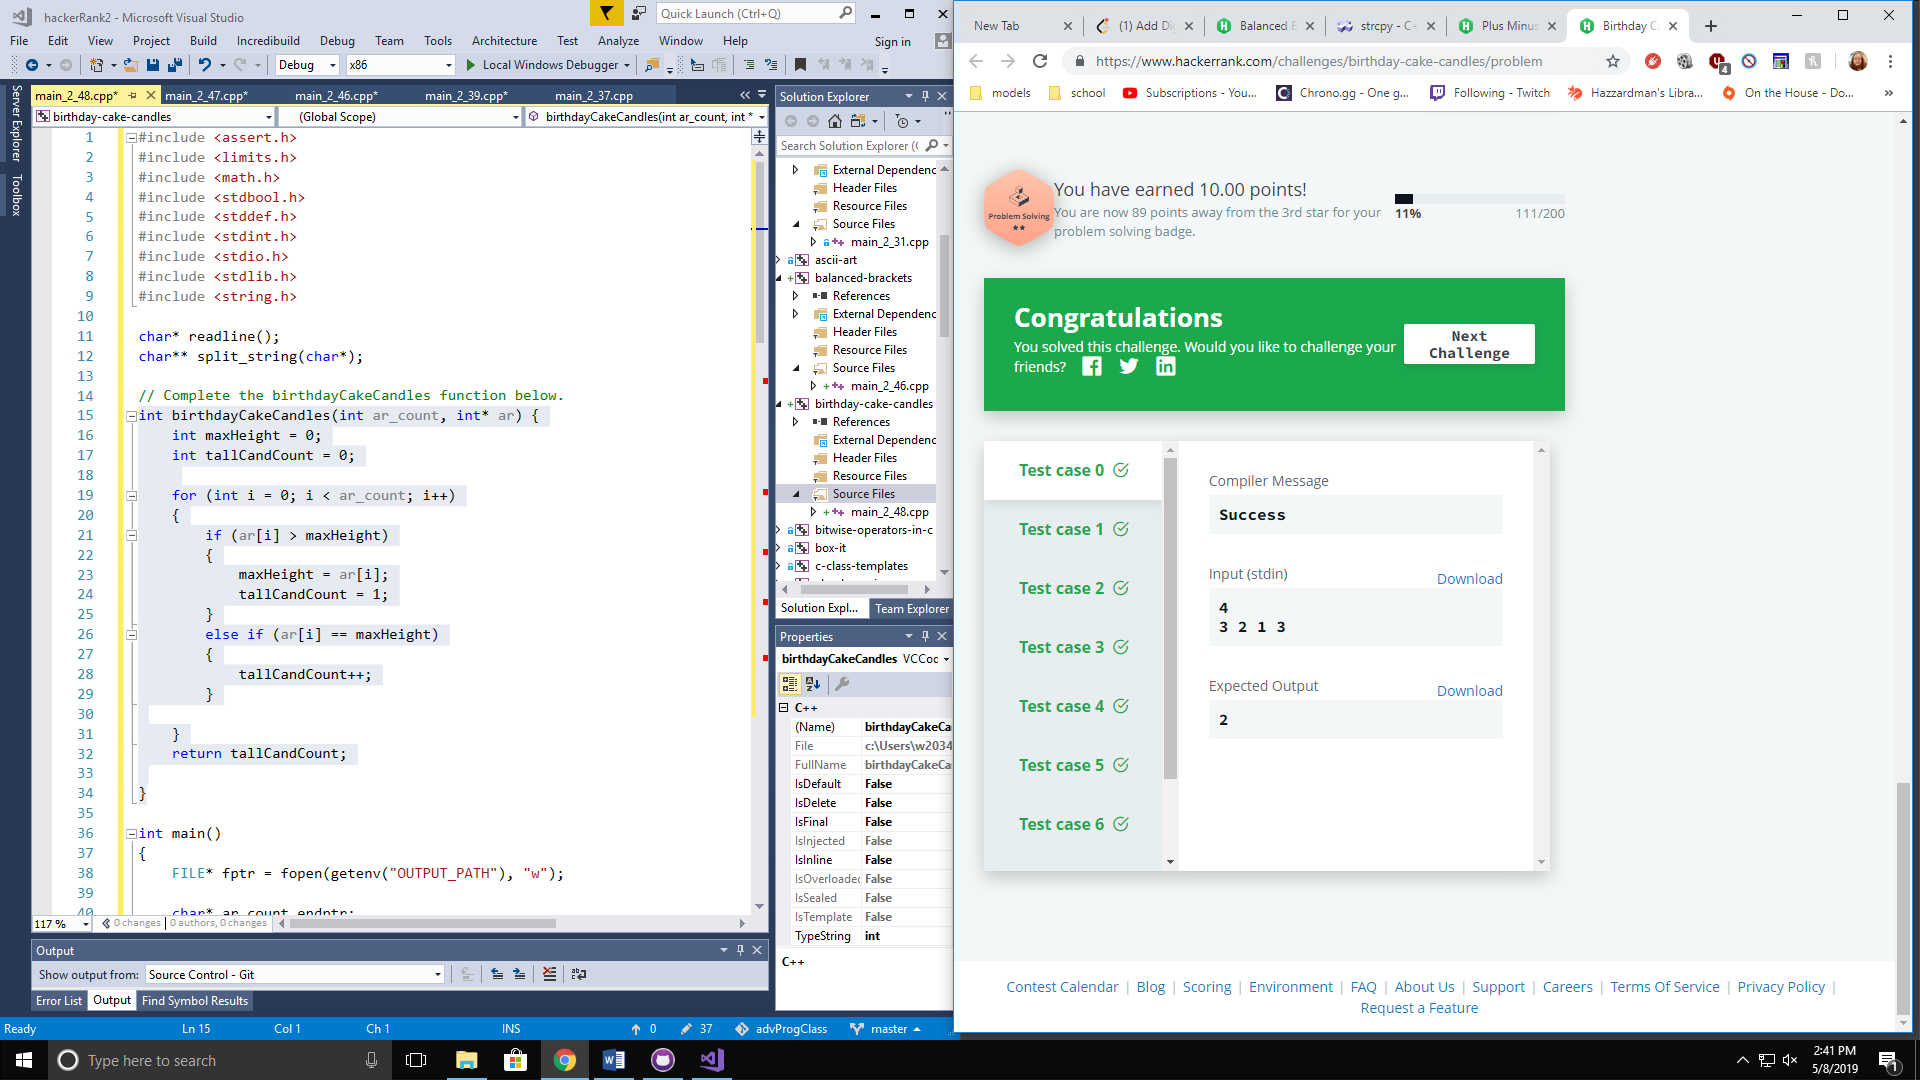 hackerRank2 - Microsoft Visual Studio
Quick Launch (Ctrl+Q)
File Edit View Project Build Incredibuild Debug Team Tools Architecture Test Analyze Window Help Sign in
Debug x86 Local Windows Debugger
Server Explorer
Toolbox
main_2_48.cpp* main_2_47.cpp* main_2_46.cpp* main_2_39.cpp* main_2_37.cpp
birthday-cake-candles (Global Scope) birthdayCakeCandles(int ar_count, int *
1 #include <assert.h>
2 #include <limits.h>
3 #include <math.h>
4 #include <stdbool.h>
5 #include <stddef.h>
6 #include <stdint.h>
7 #include <stdio.h>
8 #include <stdlib.h>
9 #include <string.h>
10
11 char* readline();
12 char** split_string(char*);
13
14 // Complete the birthdayCakeCandles function below.
15 int birthdayCakeCandles(int ar_count, int* ar) {
16 int maxHeight = 0;
17 int tallCandCount = 0;
18
19 for (int i = 0; i < ar_count; i++)
20 {
21 if (ar[i] > maxHeight)
22 {
23 maxHeight = ar[i];
24 tallCandCount = 1;
25 }
26 else if (ar[i] == maxHeight)
27 {
28 tallCandCount++;
29 }
30
31 }
32 return tallCandCount;
33
34 }
35
36 int main()
37 {
38 FILE* fptr = fopen(getenv("OUTPUT_PATH"), "w");
39
40 char* ar_count_endptr;
117 % 0 changes | 0 authors, 0 changes
Output
Show output from: Source Control - Git
Error List Output Find Symbol Results
Ready Ln 15 Col 1 Ch 1 INS 0 37 advProgClass master
Solution Explorer
Search Solution Explorer (
External Dependenc
Header Files
Resource Files
Source Files
main_2_31.cpp
ascii-art
balanced-brackets
References
External Dependenc
Header Files
Resource Files
Source Files
main_2_46.cpp
birthday-cake-candles
References
External Dependenc
Header Files
Resource Files
Source Files
main_2_48.cpp
bitwise-operators-in-c
box-it
c-class-templates
Solution Expl... Team Explorer
Properties
birthdayCakeCandles VCCoc
C++
(Name) birthdayCakeCa
File c:\Users\w2034
FullName birthdayCakeCa
IsDefault False
IsDelete False
IsFinal False
IsInjected False
IsInline False
IsOverloadec False
IsSealed False
IsTemplate False
TypeString int
C++
New Tab (1) Add Di Balanced B strcpy - C+ Plus Minus Birthday C
https://www.hackerrank.com/challenges/birthday-cake-candles/problem
4
models school Subscriptions - You... Chrono.gg - One g... Following - Twitch Hazzardman's Libra... On the House - Do... »
Problem Solving
You have earned 10.00 points!
You are now 89 points away from the 3rd star for your
problem solving badge.
11% 111/200
Congratulations
You solved this challenge. Would you like to challenge your
friends?
Next
Challenge
Test case 0
Test case 1
Test case 2
Test case 3
Test case 4
Test case 5
Test case 6
Compiler Message
Success
Input (stdin) Download
4
3 2 1 3
Expected Output Download
2
Contest Calendar | Blog | Scoring | Environment | FAQ | About Us | Support | Careers | Terms Of Service | Privacy Policy |
Request a Feature
Type here to search
2:41 PM
5/8/2019
1